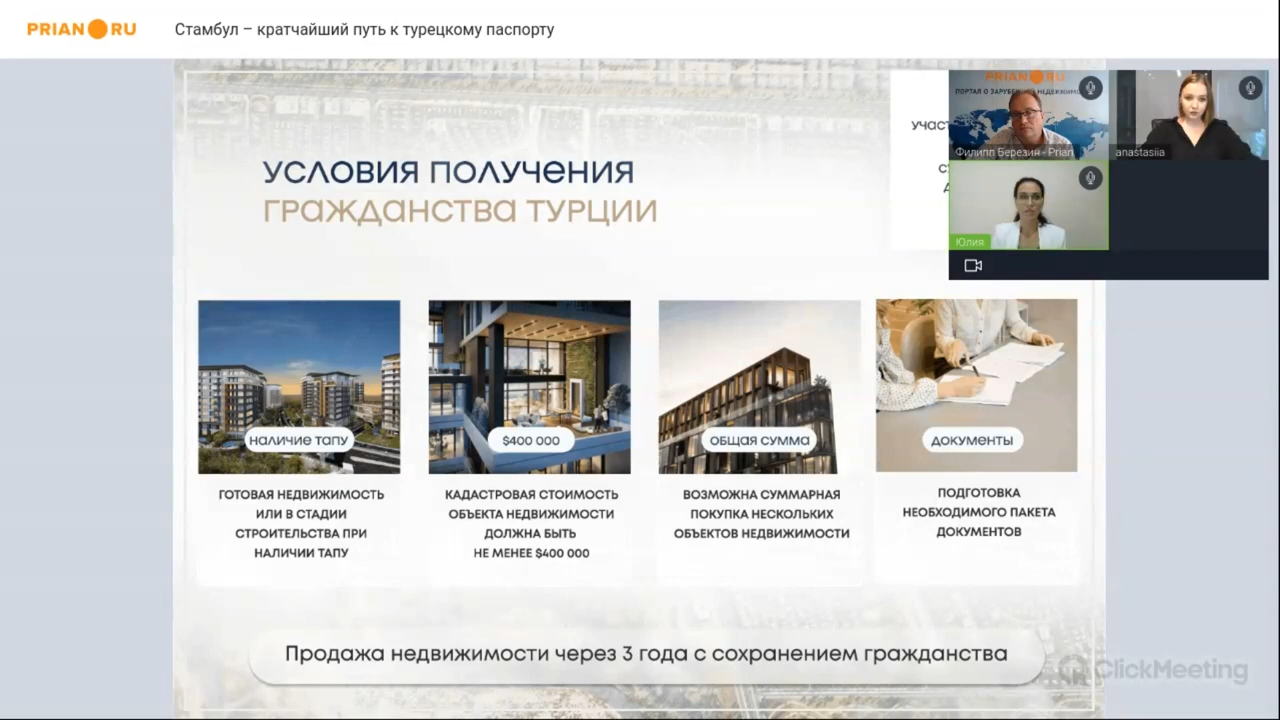 PRIAN RU
Стамбул – кратчайший путь к турецкому паспорту
УСЛОВИЯ ПОЛУЧЕНИЯ
ГРАЖДАНСТВА ТУРЦИИ
PRIAN RU
Филипп Березин - Prian
anastasiia
Юлия
НАЛИЧИЕ ТАПУ
$400 000
ОБЩАЯ СУММА
ДОКУМЕНТЫ
ГОТОВАЯ НЕДВИЖИМОСТЬ
ИЛИ В СТАДИИ
СТРОИТЕЛЬСТВА ПРИ
НАЛИЧИИ ТАПУ
КАДАСТРОВАЯ СТОИМОСТЬ
ОБЪЕКТА НЕДВИЖИМОСТИ
ДОЛЖНА БЫТЬ
НЕ МЕНЕЕ $400 000
ВОЗМОЖНА СУММАРНАЯ
ПОКУПКА НЕСКОЛЬКИХ
ОБЪЕКТОВ НЕДВИЖИМОСТИ
ПОДГОТОВКА
НЕОБХОДИМОГО ПАКЕТА
ДОКУМЕНТОВ
Продажа недвижимости через 3 года с сохранением гражданства
ClickMeeting